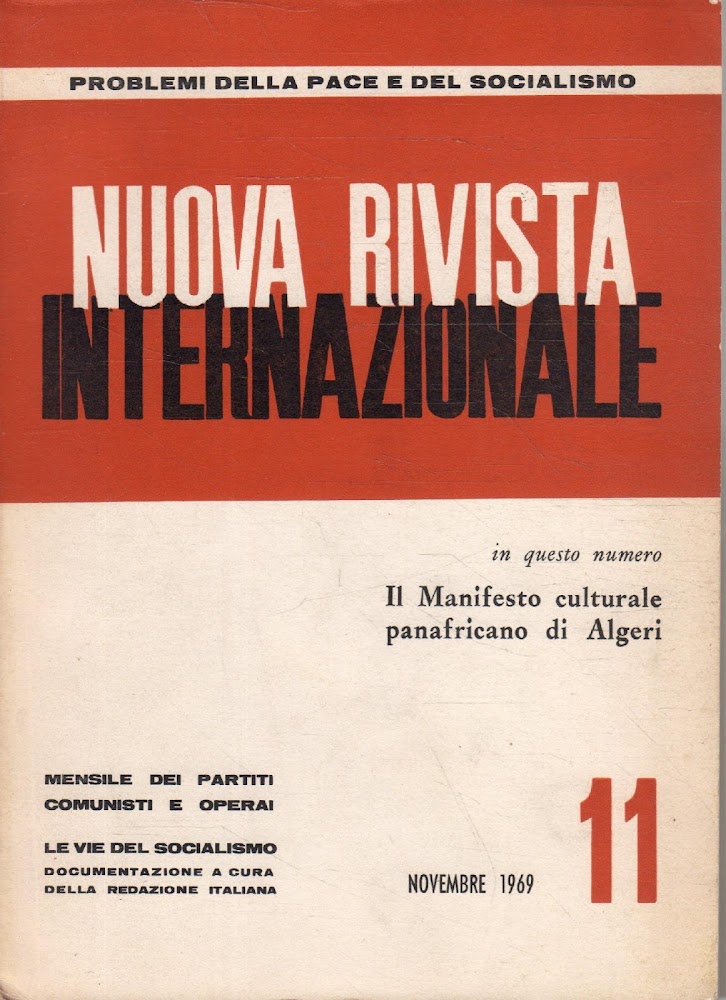 PROBLEMI DELLA PACE E DEL SOCIALISMO
NUOVA RIVISTA
INTERNAZIONALE
in questo numero
Il Manifesto culturale
panafricano di Algeri
MENSILE DEI PARTITI
COMUNISTI E OPERAI
LE VIE DEL SOCIALISMO
DOCUMENTAZIONE A CURA
DELLA REDAZIONE ITALIANA
NOVEMBRE 1969
11